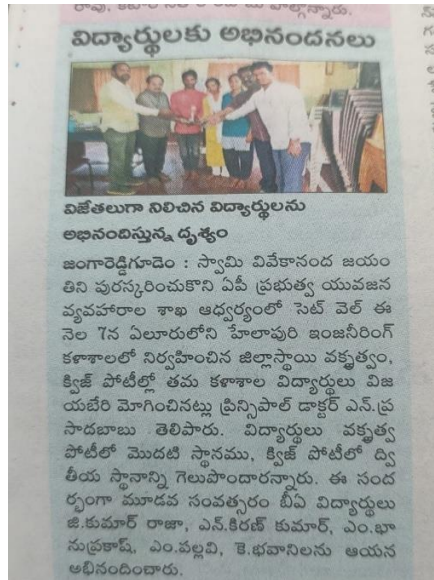 రావు,
విద్యార్థులకు అభినందనలు
విజేతలుగా నిలిచిన విద్యార్థులను
అభినందిస్తున్న దృశ్యం
జంగారెడ్డిగూడెం : స్వామి వివేకానంద జయం
తిని పురస్కరించుకొని ఏపీ ప్రభుత్వ యువజన
వ్యవహారాల శాఖ ఆధ్వర్యంలో సెట్ వెల్ ఈ
నెల 7న ఏలూరులోని హేలాపురి ఇంజనీరింగ్
కళాశాలలో నిర్వహించిన జిల్లాస్థాయి వక్తృత్వం,
క్విజ్ పోటీల్లో తమ కళాశాల విద్యార్థులు విజ
యబేరి మోగించినట్లు ప్రిన్సిపాల్ డాక్టర్ ఎన్.ప్ర
సాదబాబు తెలిపారు. విద్యార్థులు వక్తృత్వ
పోటీలో మొదటి స్థానము, క్విజ్ పోటీలో ద్వి
తీయ స్థానాన్ని గెలుపొందారన్నారు. ఈ సంద
ర్భంగా మూడవ సంవత్సరం బీఏ విద్యార్థులు
జి.కుమార్ రాజా, ఎన్.కిరణ్ కుమార్, ఎం.భా
నుప్రకాష్, ఎం.పల్లవి, కె.భవానిలను ఆయన
అభినందించారు.